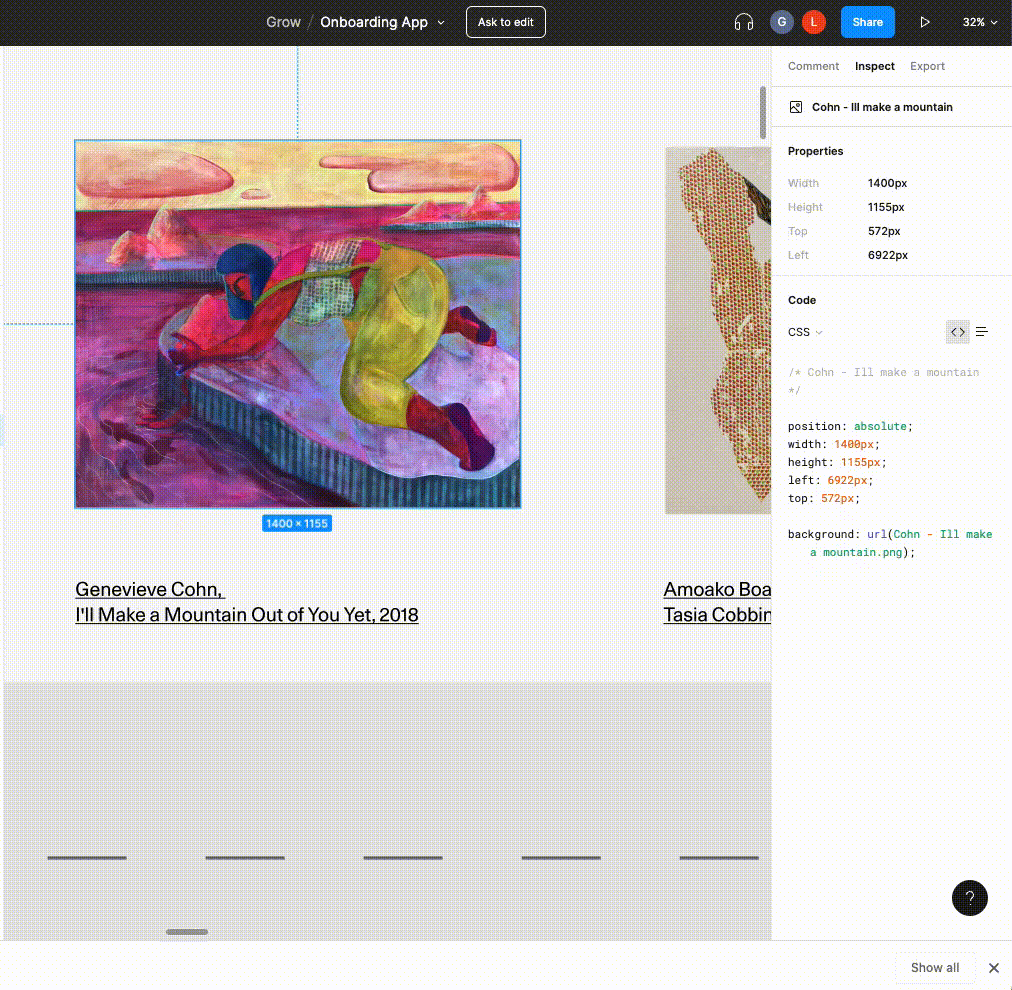 Grow / Onboarding App
Ask to edit
G
L
Share
32%
Comment Inspect Export
Cohn - Ill make a mountain
Properties
Width 1400px
Height 1155px
Top 572px
Left 6922px
Code
CSS
/* Cohn - Ill make a mountain
*/
position: absolute;
width: 1400px;
height: 1155px;
left: 6922px;
top: 572px;
background: url(Cohn - Ill make
a mountain.png);
1400 × 1155
Genevieve Cohn,
I'll Make a Mountain Out of You Yet, 2018
Amoako Boa
Tasia Cobbin
?
Show all